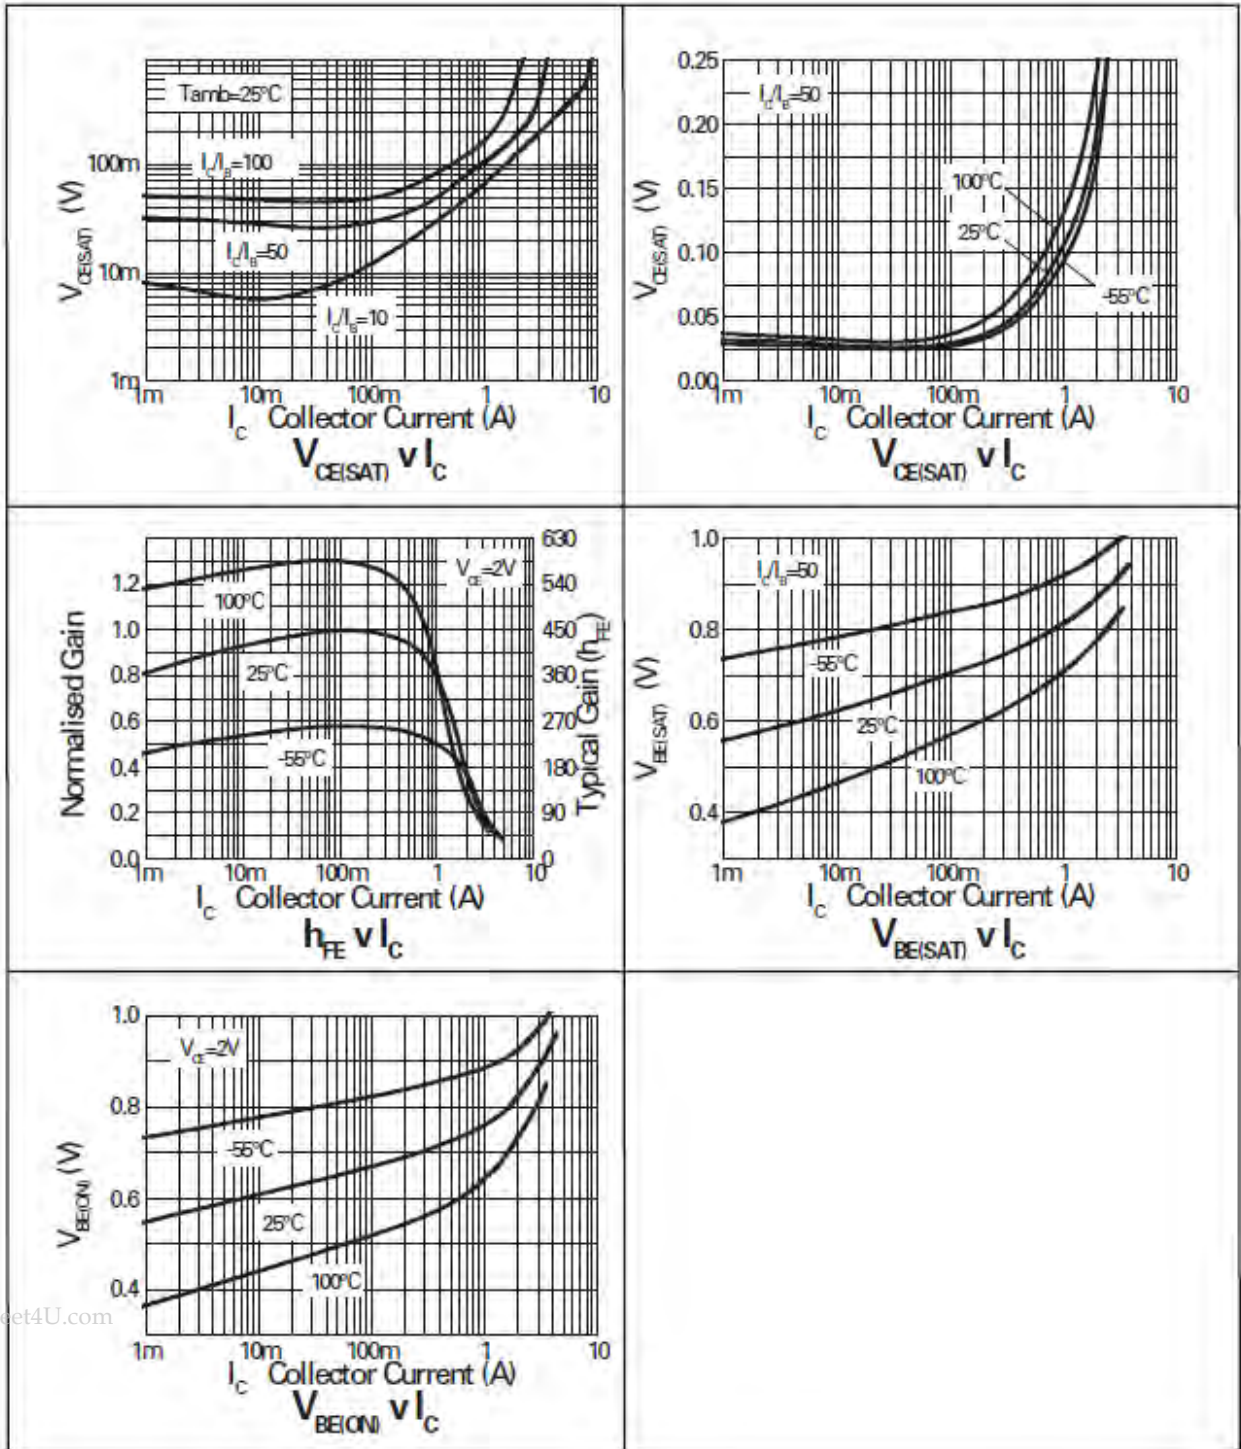 Tamb=25°C
I_C/I_B=100
I_C/I_B=50
I_C/I_B=10
V_CE(SAT) (V)
100m
10m
1m
1m 10m 100m 1 10
I_C Collector Current (A)
V_CE(SAT) v I_C
I_C/I_B=50
100°C
25°C
-55°C
V_CE(SAT) (V)
0.25
0.20
0.15
0.10
0.05
0.00
1m 10m 100m 1 10
I_C Collector Current (A)
V_CE(SAT) v I_C
V_CE=2V
100°C
25°C
-55°C
Normalised Gain
1.2
1.0
0.8
0.6
0.4
0.2
0.0
630
540
450
360
270
180
90
0
Typical Gain (h_FE)
1m 10m 100m 1 10
I_C Collector Current (A)
h_FE v I_C
I_C/I_B=50
-55°C
25°C
100°C
V_BE(SAT) (V)
1.0
0.8
0.6
0.4
1m 10m 100m 1 10
I_C Collector Current (A)
V_BE(SAT) v I_C
V_CE=2V
-55°C
25°C
100°C
V_BE(ON) (V)
1.0
0.8
0.6
0.4
1m 10m 100m 1 10
I_C Collector Current (A)
V_BE(ON) v I_C
eet4U.com